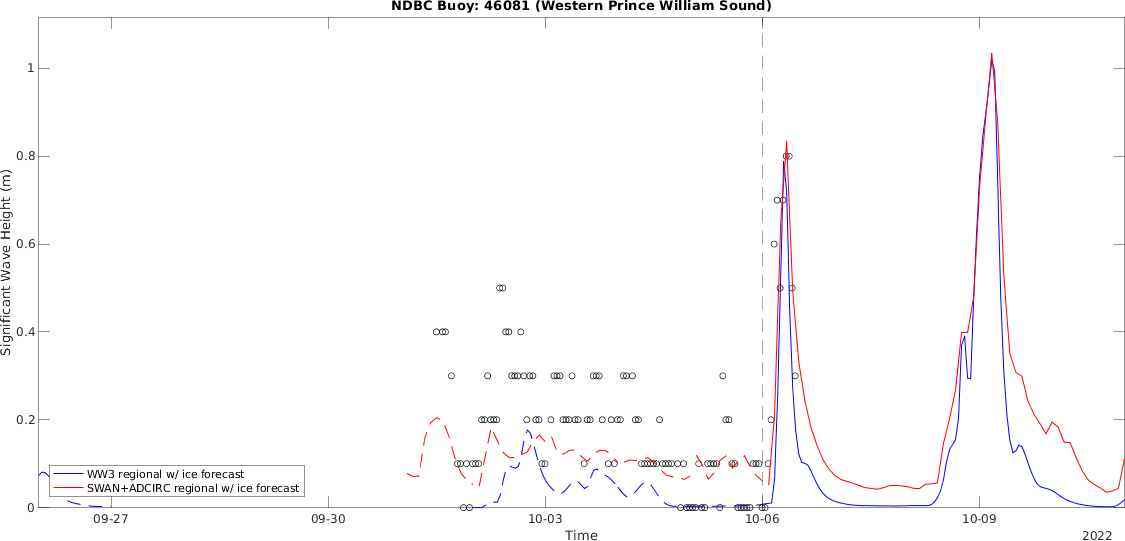 NDBC Buoy: 46081 (Western Prince William Sound)
Significant Wave Height (m)
1
0.8
0.6
0.4
0.2
0
WW3 regional w/ ice forecast
SWAN+ADCIRC regional w/ ice forecast
09-27
09-30
10-03
10-06
10-09
Time
2022